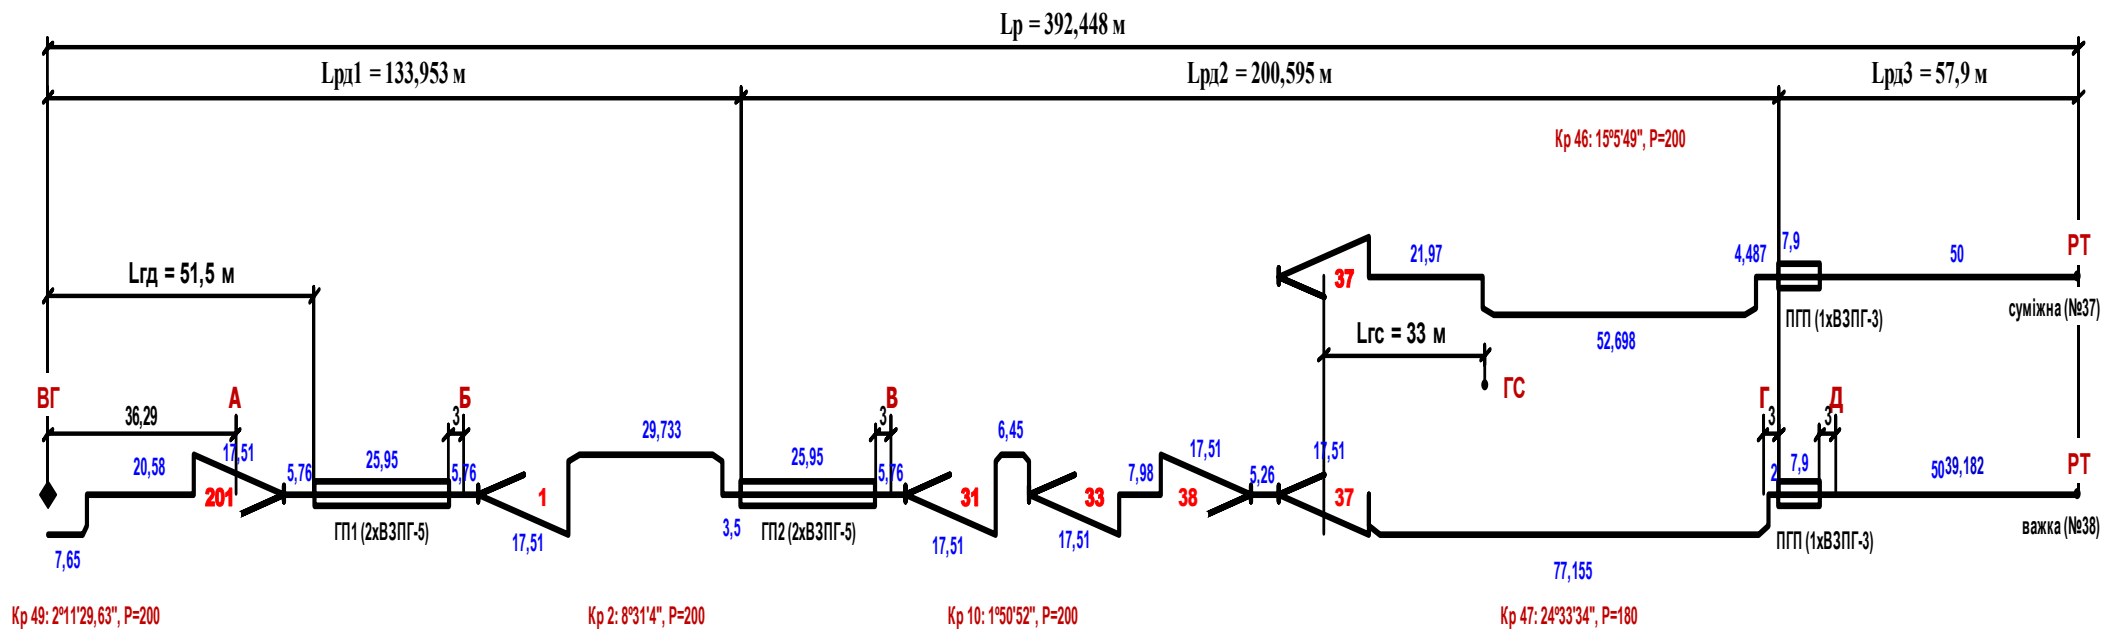 Lр = 392,448 м
Lрд1 = 133,953 м
Lрд2 = 200,595 м
Lрд3 = 57,9 м
Кр 46: 15º5'49", Р=200
Lгд = 51,5 м
37
21,97
4,487
7,9
50
РТ
суміжна (№37)
ПГП (1хВЗПГ-3)
52,698
Lгс = 33 м
ГС
ВГ
36,29
А
Б
3
В
3
Г
3
Д
3
7,65
20,58
17,51
201
5,76
25,95
ГП1 (2хВЗПГ-5)
5,76
1
17,51
29,733
3,5
25,95
ГП2 (2хВЗПГ-5)
5,76
31
17,51
6,45
33
17,51
7,98
17,51
38
5,26
17,51
37
77,155
2
7,9
ПГП (1хВЗПГ-3)
50
39,182
РТ
важка (№38)
Кр 49: 2º11'29,63", Р=200
Кр 2: 8º31'4", Р=200
Кр 10: 1º50'52", Р=200
Кр 47: 24º33'34", Р=180